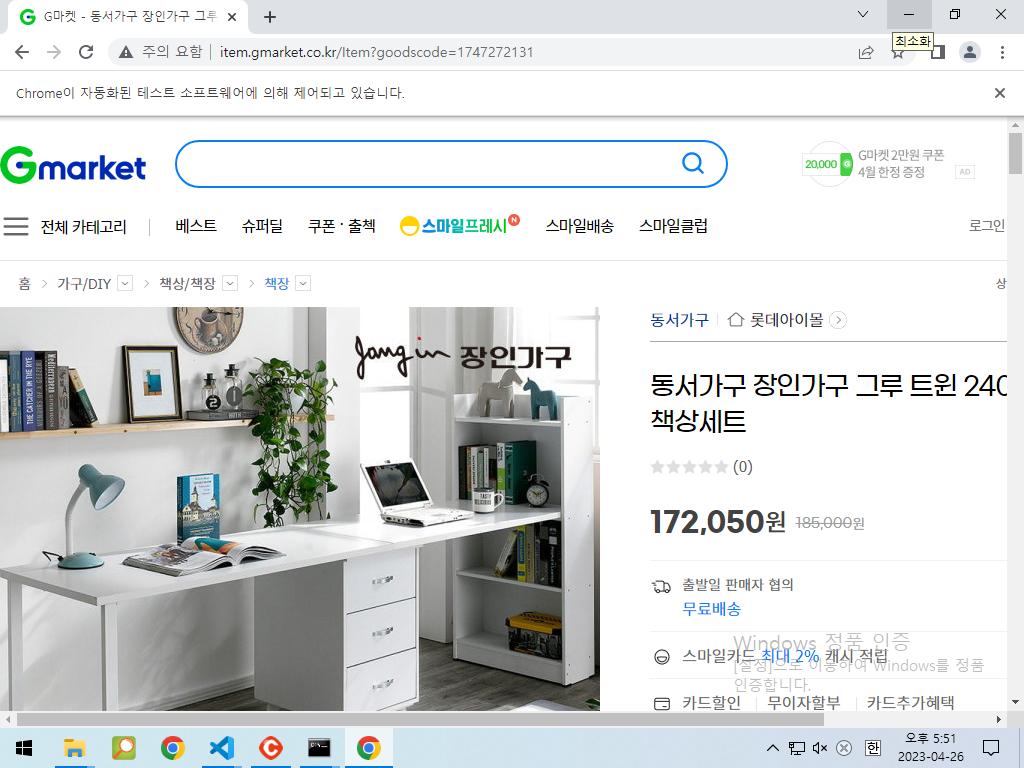 G마켓 - 동서가구 장인가구 그루
주의 요함
item.gmarket.co.kr/Item?goodscode=1747272131
최소화
Chrome이 자동화된 테스트 소프트웨어에 의해 제어되고 있습니다.
Gmarket
20,000
G마켓 2만원 쿠폰
4월 한정 증정
AD
전체 카테고리
베스트
슈퍼딜
쿠폰 · 출첵
스마일프레시
N
스마일배송
스마일클럽
로그인
홈
가구/DIY
책상/책장
책장
상
Jang in 장인가구
THE CATCHER IN THE RYE
TASTY
동서가구
롯데아이몰
동서가구 장인가구 그루 트윈 240
책상세트
(0)
172,050원 185,000원
출발일 판매자 협의
무료배송
스마일카드 최대 2% 캐시 적립
카드할인
무이자할부
카드추가혜택
Windows 정품 인증
[설정]으로 이동하여 Windows를 정품
인증합니다.
한
오후 5:51
2023-04-26